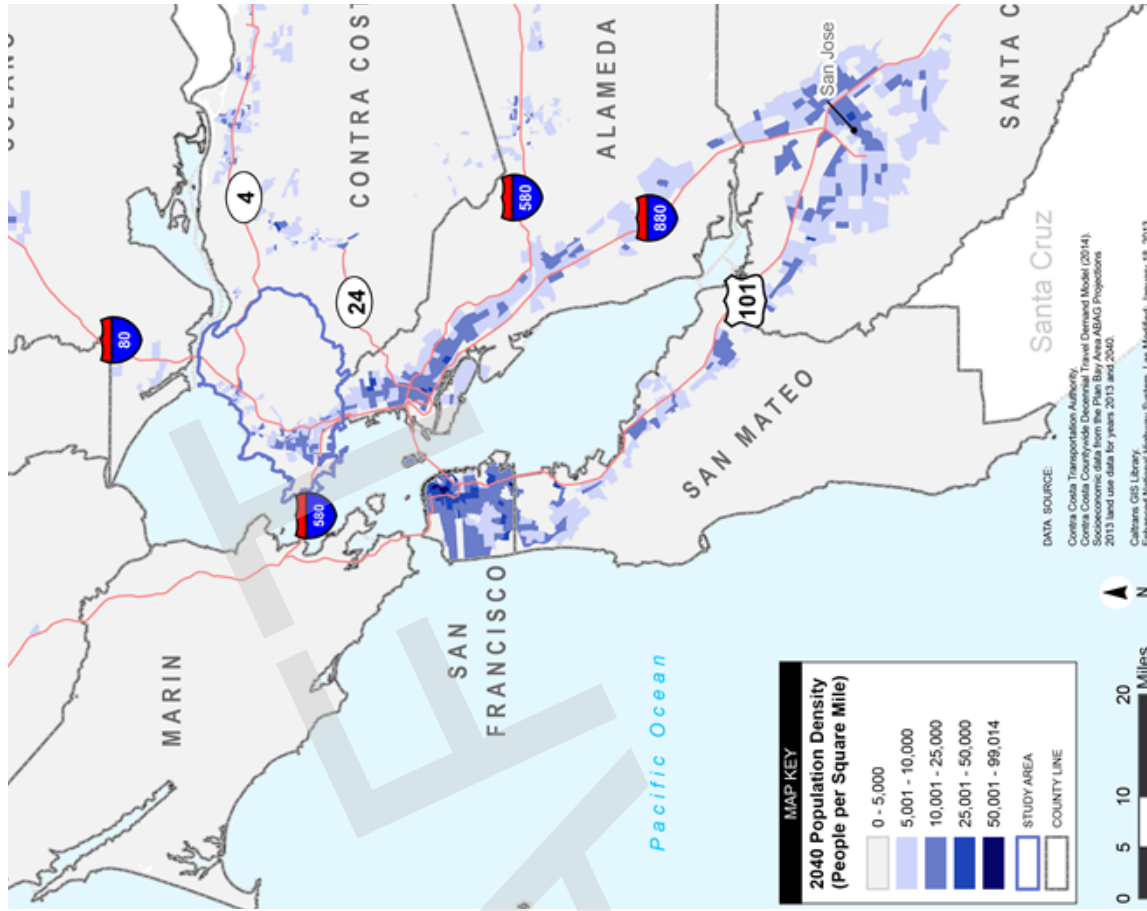 MARIN
SAN
FRANCISCO
Pacific Ocean
CONTRA COST
ALAMEDA
SAN MATEO
SANTA C
Santa Cruz
San Jose
80
4
24
580
580
880
101
MAP KEY
2040 Population Density
(People per Square Mile)
0 - 5,000
5,001 - 10,000
10,001 - 25,000
25,001 - 50,000
50,001 - 99,014
STUDY AREA
COUNTY LINE
0 5 10 20
Miles
N
DATA SOURCE:
Contra Costa Transportation Authority.
Contra Costa Countywide Decennial Travel Demand Model (2014).
Socioeconomic data from the Plan Bay Area ABAG Projections
2013 land use data for years 2013 and 2040.
Caltrans GIS Library.